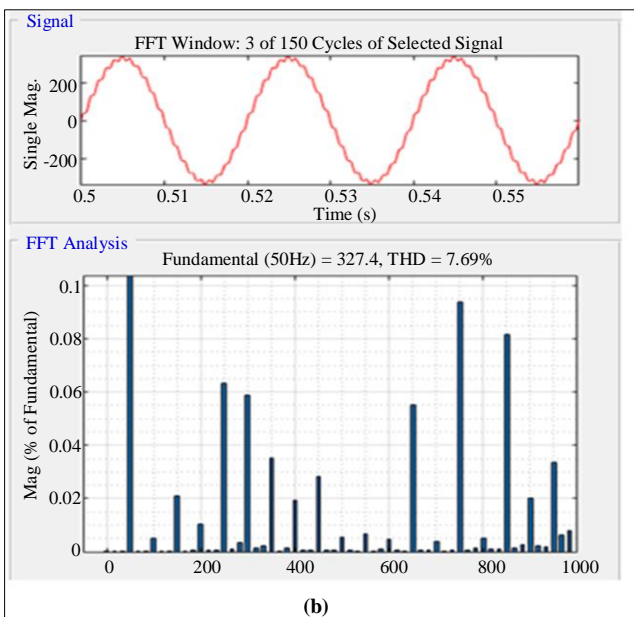 Signal
FFT Window: 3 of 150 Cycles of Selected Signal
Single Mag.
200
0
-200
0.5 0.51 0.52 0.53 0.54 0.55
Time (s)
FFT Analysis
Fundamental (50Hz) = 327.4, THD = 7.69%
Mag (% of Fundamental)
0.1
0.08
0.06
0.04
0.02
0
0 200 400 600 800 1000
(b)